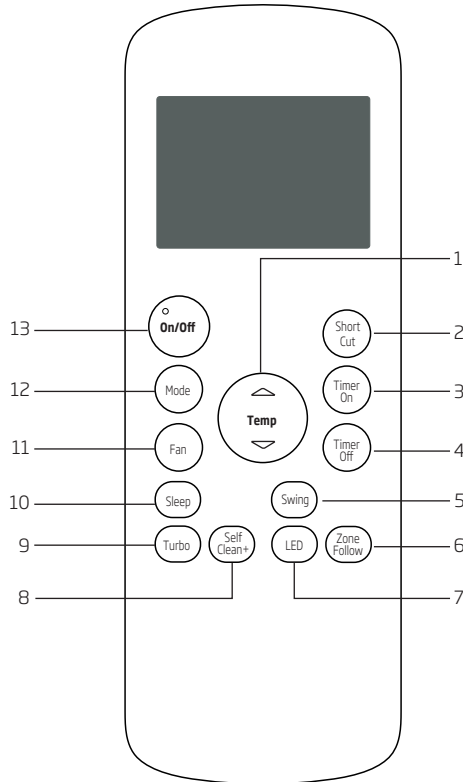 1
13
On/Off
Short
Cut
2
12
Mode
Timer
On
3
Temp
11
Fan
Timer
Off
4
10
Sleep
Swing
5
9
Turbo
Self
Clean+
LED
Zone
Follow
6
8
7